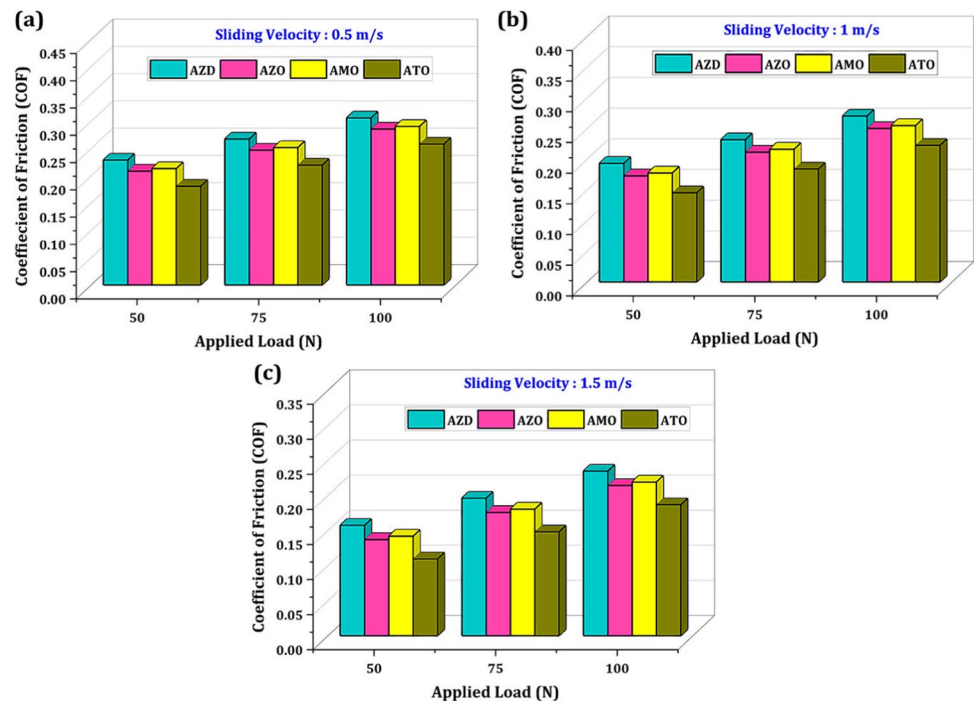 (a)
Sliding Velocity : 0.5 m/s
AZD AZO AMO ATO
Coeffiecient of Friction (COF)
0.45
0.40
0.35
0.30
0.25
0.20
0.15
0.10
0.05
0.00
50 75 100
Applied Load (N)
(b)
Sliding Velocity : 1 m/s
AZD AZO AMO ATO
Coefficient of Friction (COF)
0.40
0.35
0.30
0.25
0.20
0.15
0.10
0.05
0.00
50 75 100
Applied Load (N)
(c)
Sliding Velocity : 1.5 m/s
AZD AZO AMO ATO
Coefficient of Friction (COF)
0.35
0.30
0.25
0.20
0.15
0.10
0.05
0.00
50 75 100
Applied Load (N)